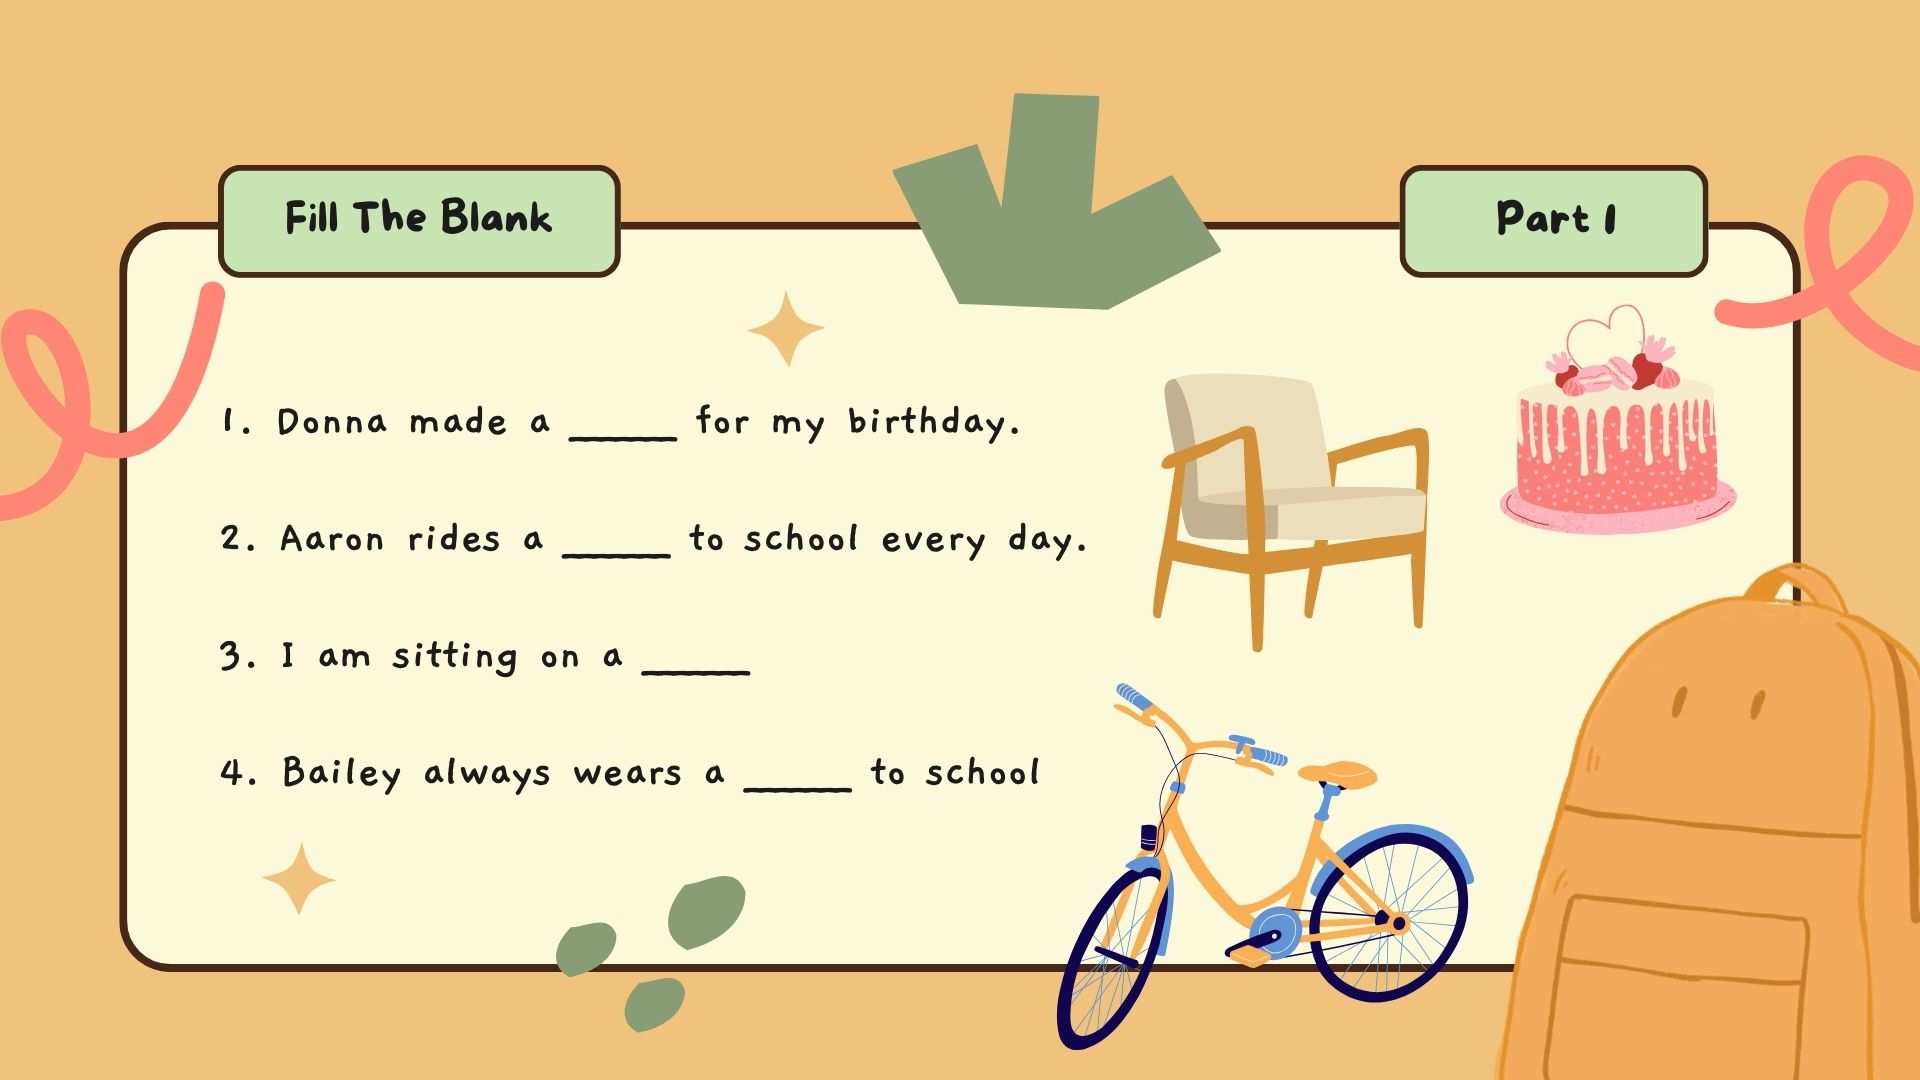 Fill The Blank
Part 1
1. Donna made a _____ for my birthday.
2. Aaron rides a _____ to school every day.
3. I am sitting on a _____
4. Bailey always wears a _____ to school